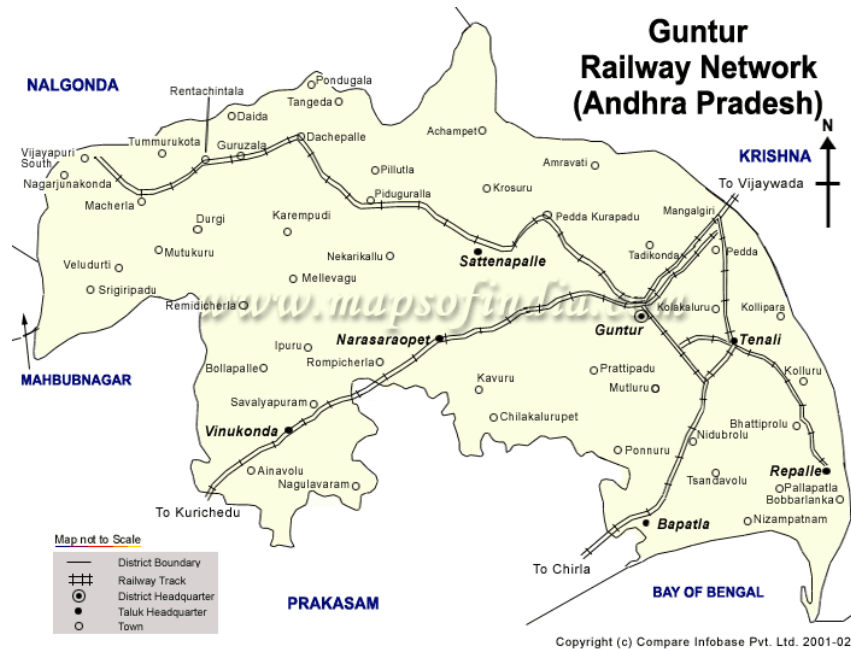 Guntur
Railway Network
(Andhra Pradesh)
NALGONDA
Pondugala
Rentachintala
Tangeda
Daida
Dachepalle
Achampet
N
Tummurukota
Guruzala
Vijayapuri
South
Amravati
KRISHNA
Pillutla
Nagarjunakonda
To Vijaywada
Krosuru
Macherla
Piduguralla
Mangalgiri
Durgi
Karempudi
Pedda Kurapadu
Mutukuru
Nekarikallu
Tadikonda
Pedda
Veludurti
Sattenapalle
Mellevagu
Srigiripadu
www.mapsofindia.com
Remidicherla
Kolakaluru
Kollipara
Guntur
Narasaraopet
Tenali
Ipuru
Rompicherla
Bollapalle
Prattipadu
MAHBUBNAGAR
Kavuru
Kolluru
Mutluru
Savalyapuram
Chilakalurupet
Bhattiprolu
Vinukonda
Nidubrolu
Ponnuru
Ainavolu
Repalle
Nagulavaram
Tsandavolu
Pallapatla
Bobbarlanka
To Kurichedu
Bapatla
Nizampatnam
Map not to Scale
District Boundary
Railway Track
District Headquarter
Taluk Headquarter
Town
To Chirla
PRAKASAM
BAY OF BENGAL
Copyright (c) Compare Infobase Pvt. Ltd. 2001-02